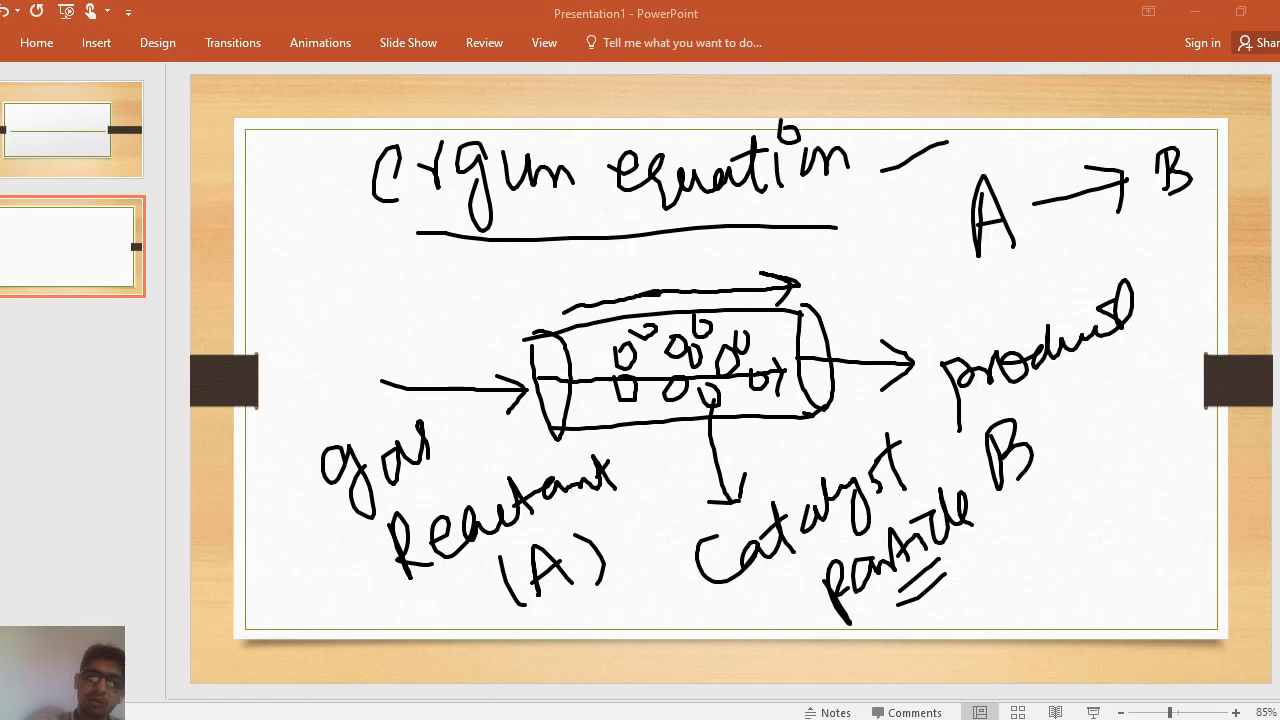 Presentation1 - PowerPoint
Home Insert Design Transitions Animations Slide Show Review View Tell me what you want to do... Sign in Shar
Ergun equation
A → B
gas
Reactant
(A)
Catalyst
particle
product
B
Notes Comments 85%